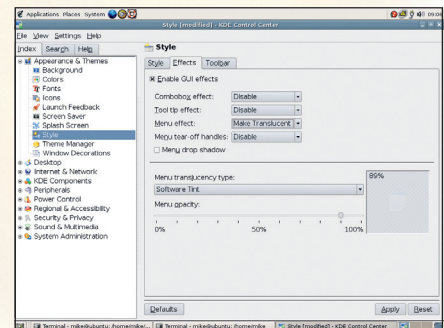 Applications Places System 09:04
Style [modified] - KDE Control Center
File View Settings Help
Index Search Help
Appearance & Themes
Background
Colors
Fonts
Icons
Launch Feedback
Screen Saver
Splash Screen
Style
Theme Manager
Window Decorations
Desktop
Internet & Network
KDE Components
Peripherals
Power Control
Regional & Accessibility
Security & Privacy
Sound & Multimedia
System Administration
Style
Style Effects Toolbar
Enable GUI effects
Combobox effect: Disable
Tool tip effect: Disable
Menu effect: Make Translucent
Menu tear-off handles: Disable
Menu drop shadow
Menu translucency type:
Software Tint
Menu opacity:
0% 50% 100%
89%
Defaults Apply Reset
Terminal - mike@ubuntu: /home/mike/... Terminal - mike@ubuntu: /home/mike Style [modified] - KDE Control Center